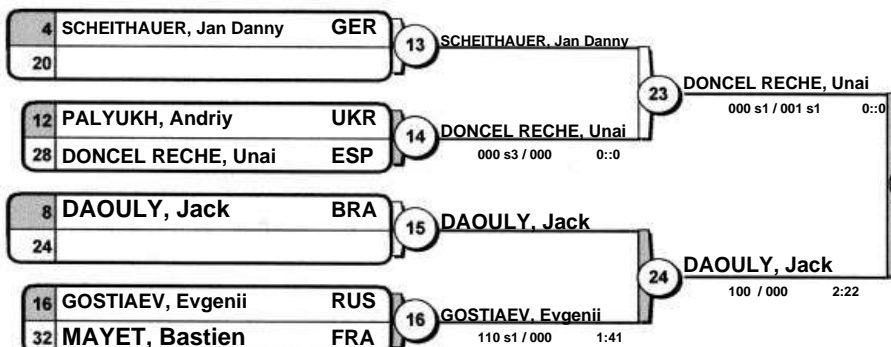 4 SCHEITHAUER, Jan Danny GER
20
13 SCHEITHAUER, Jan Danny
12 PALYUKH, Andriy UKR
28 DONCEL RECHE, Unai ESP
14 DONCEL RECHE, Unai
000 s3 / 000 0::0
23 DONCEL RECHE, Unai
000 s1 / 001 s1 0::0
8 DAOULY, Jack BRA
24
15 DAOULY, Jack
16 GOSTIAEV, Evgenii RUS
32 MAYET, Bastien FRA
16 GOSTIAEV, Evgenii
110 s1 / 000 1:41
24 DAOULY, Jack
100 / 000 2:22